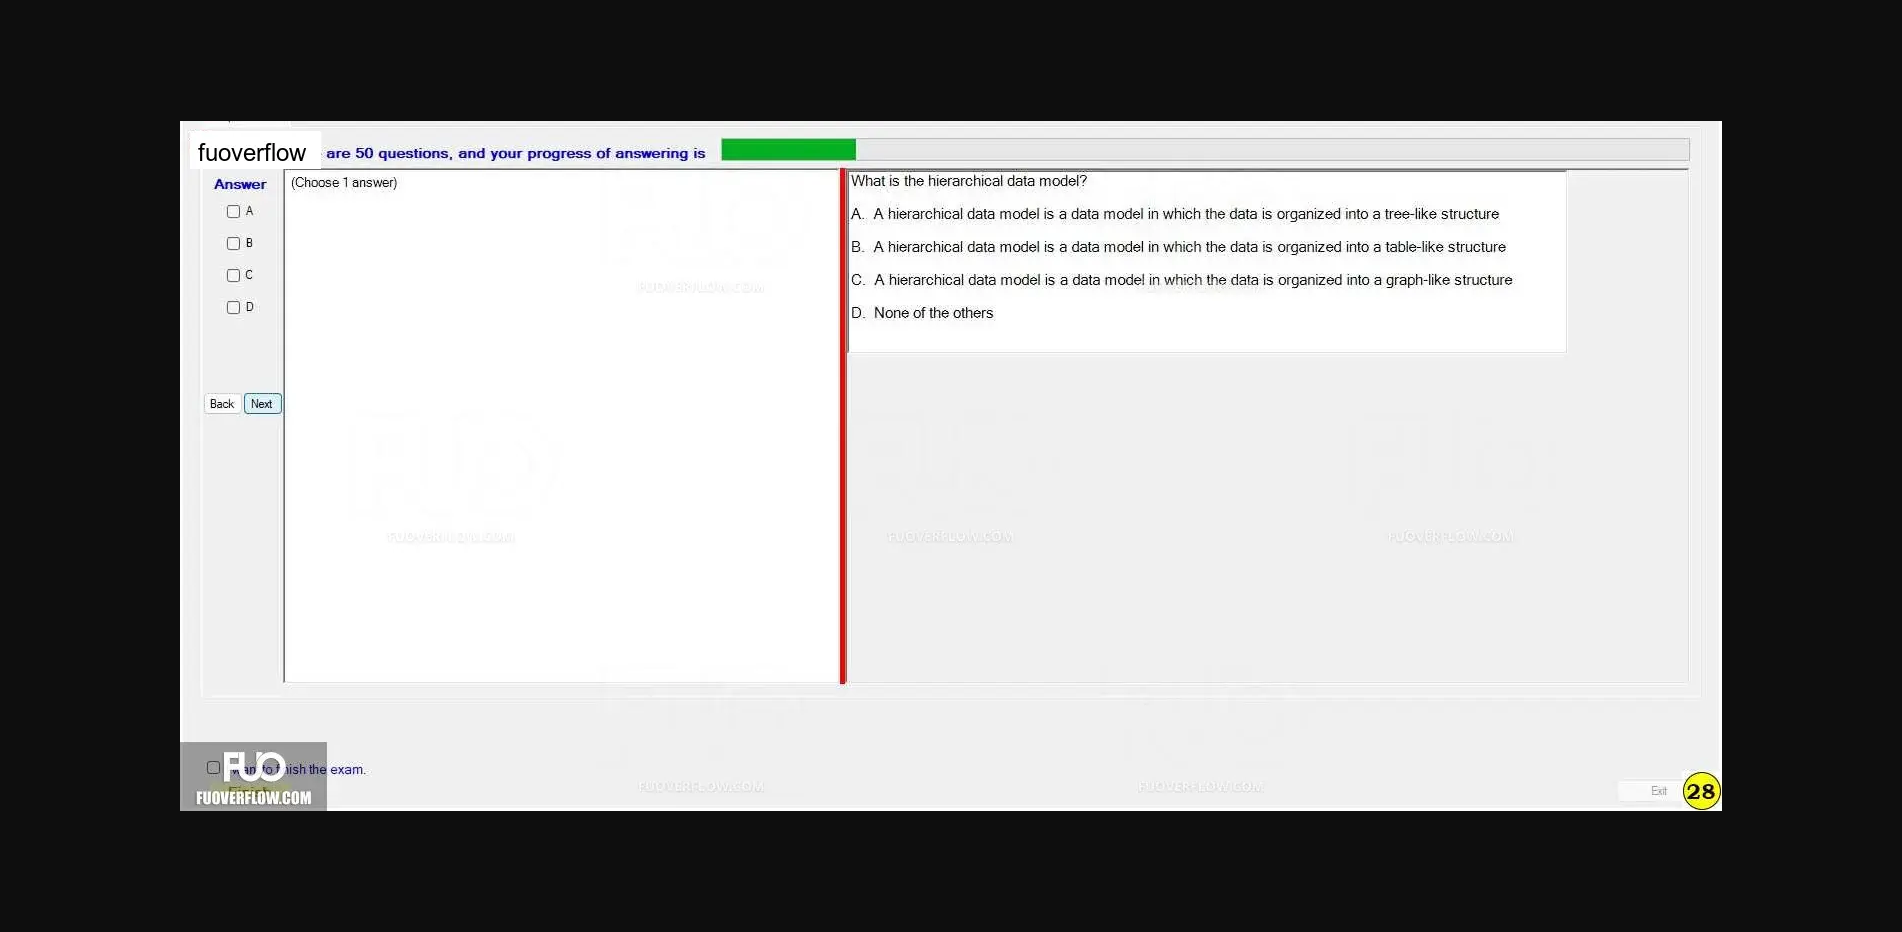 fuoverflow are 50 questions, and your progress of answering is
Answer
(Choose 1 answer)
A
B
C
D
Back Next
What is the hierarchical data model?
A. A hierarchical data model is a data model in which the data is organized into a tree-like structure
B. A hierarchical data model is a data model in which the data is organized into a table-like structure
C. A hierarchical data model is a data model in which the data is organized into a graph-like structure
D. None of the others
FUOVERFLOW.COM
FUOVERFLOW.COM
FUOVERFLOW.COM
FUOVERFLOW.COM
FUO
want to finish the exam.
FUOVERFLOW.COM
FUOVERFLOW.COM
FUOVERFLOW.COM
Exit
28